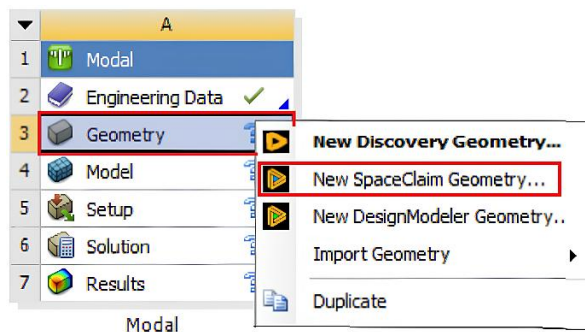 A
1 Modal
2 Engineering Data
3 Geometry
4 Model
5 Setup
6 Solution
7 Results
Modal
New Discovery Geometry...
New SpaceClaim Geometry...
New DesignModeler Geometry..
Import Geometry
Duplicate